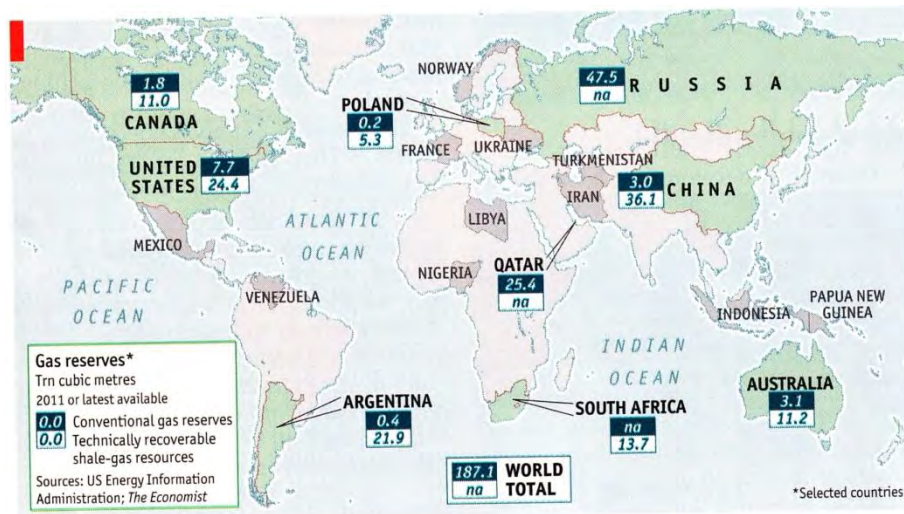 NORWAY
47.5
na
RUSSIA
1.8
11.0
CANADA
POLAND
0.2
5.3
FRANCE
UKRAINE
TURKMENISTAN
UNITED
STATES
7.7
24.4
IRAN
3.0
36.1
CHINA
ATLANTIC
OCEAN
LIBYA
MEXICO
NIGERIA
QATAR
25.4
na
PACIFIC
OCEAN
VENEZUELA
INDONESIA
PAPUA NEW
GUINEA
INDIAN
OCEAN
Gas reserves*
Trn cubic metres
2011 or latest available
0.0 Conventional gas reserves
0.0 Technically recoverable
shale-gas resources
Sources: US Energy Information
Administration; The Economist
ARGENTINA
0.4
21.9
SOUTH AFRICA
na
13.7
AUSTRALIA
3.1
11.2
187.1
na
WORLD
TOTAL
*Selected countries